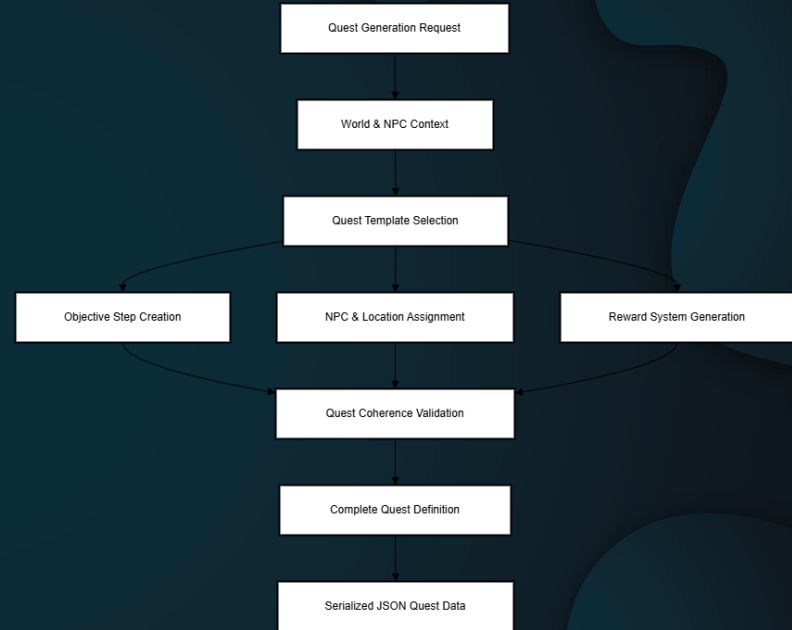 Quest Generation Request
World & NPC Context
Quest Template Selection
Objective Step Creation
NPC & Location Assignment
Reward System Generation
Quest Coherence Validation
Complete Quest Definition
Serialized JSON Quest Data